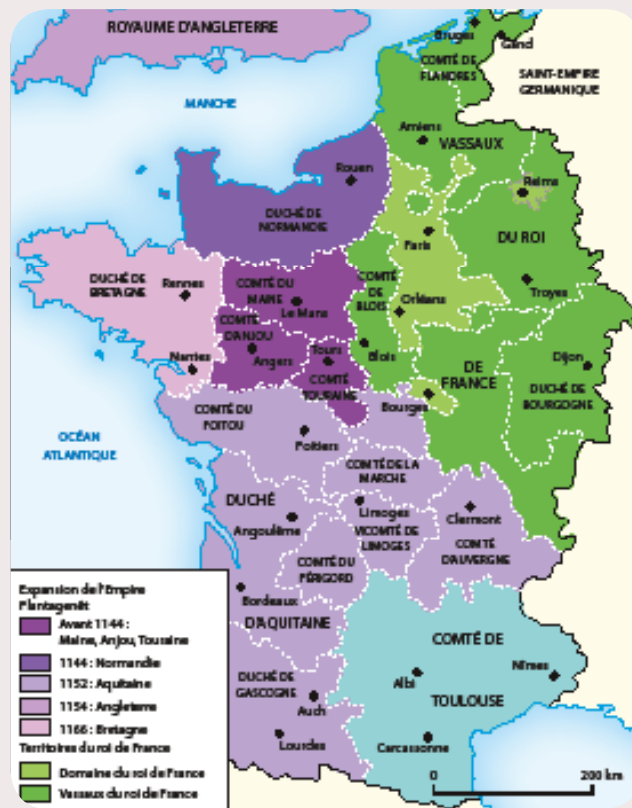 ROYAUME D'ANGLETERRE
Bruges
Gand
COMTÉ DE
FLANDRES
SAINT-EMPIRE
GERMANIQUE
MANCHE
Amiens
VASSAUX
Rouen
Reims
DUCHÉ DE
NORMANDIE
Paris
DU ROI
DUCHÉ DE
BRETAGNE
Rennes
COMTÉ DU
MAINE
Le Mans
COMTÉ
DE
BLOIS
Orléans
Troyes
COMTÉ
D'ANJOU
Angers
Tours
Blois
Nantes
COMTÉ
TOURAINE
DE
FRANCE
Dijon
DUCHÉ DE
BOURGOGNE
Bourges
COMTÉ DU
POITOU
Poitiers
OCÉAN
ATLANTIQUE
COMTÉ DE LA
MARCHE
DUCHÉ
Angoulême
Limoges
VICOMTÉ DE
LIMOGES
Clermont
COMTÉ
D'AUVERGNE
COMTÉ DU
PÉRIGORD
Bordeaux
D'AQUITAINE
COMTÉ DE
TOULOUSE
Nîmes
Albi
DUCHÉ DE
GASCOGNE
Auch
Lourdes
Carcassonne
Expansion de l'Empire
Plantagenêt
Avant 1144 :
Maine, Anjou, Touraine
1144 : Normandie
1152 : Aquitaine
1154 : Angleterre
1166 : Bretagne
Territoires du roi de France
Domaine du roi de France
Vassaux du roi de France
0 200 km